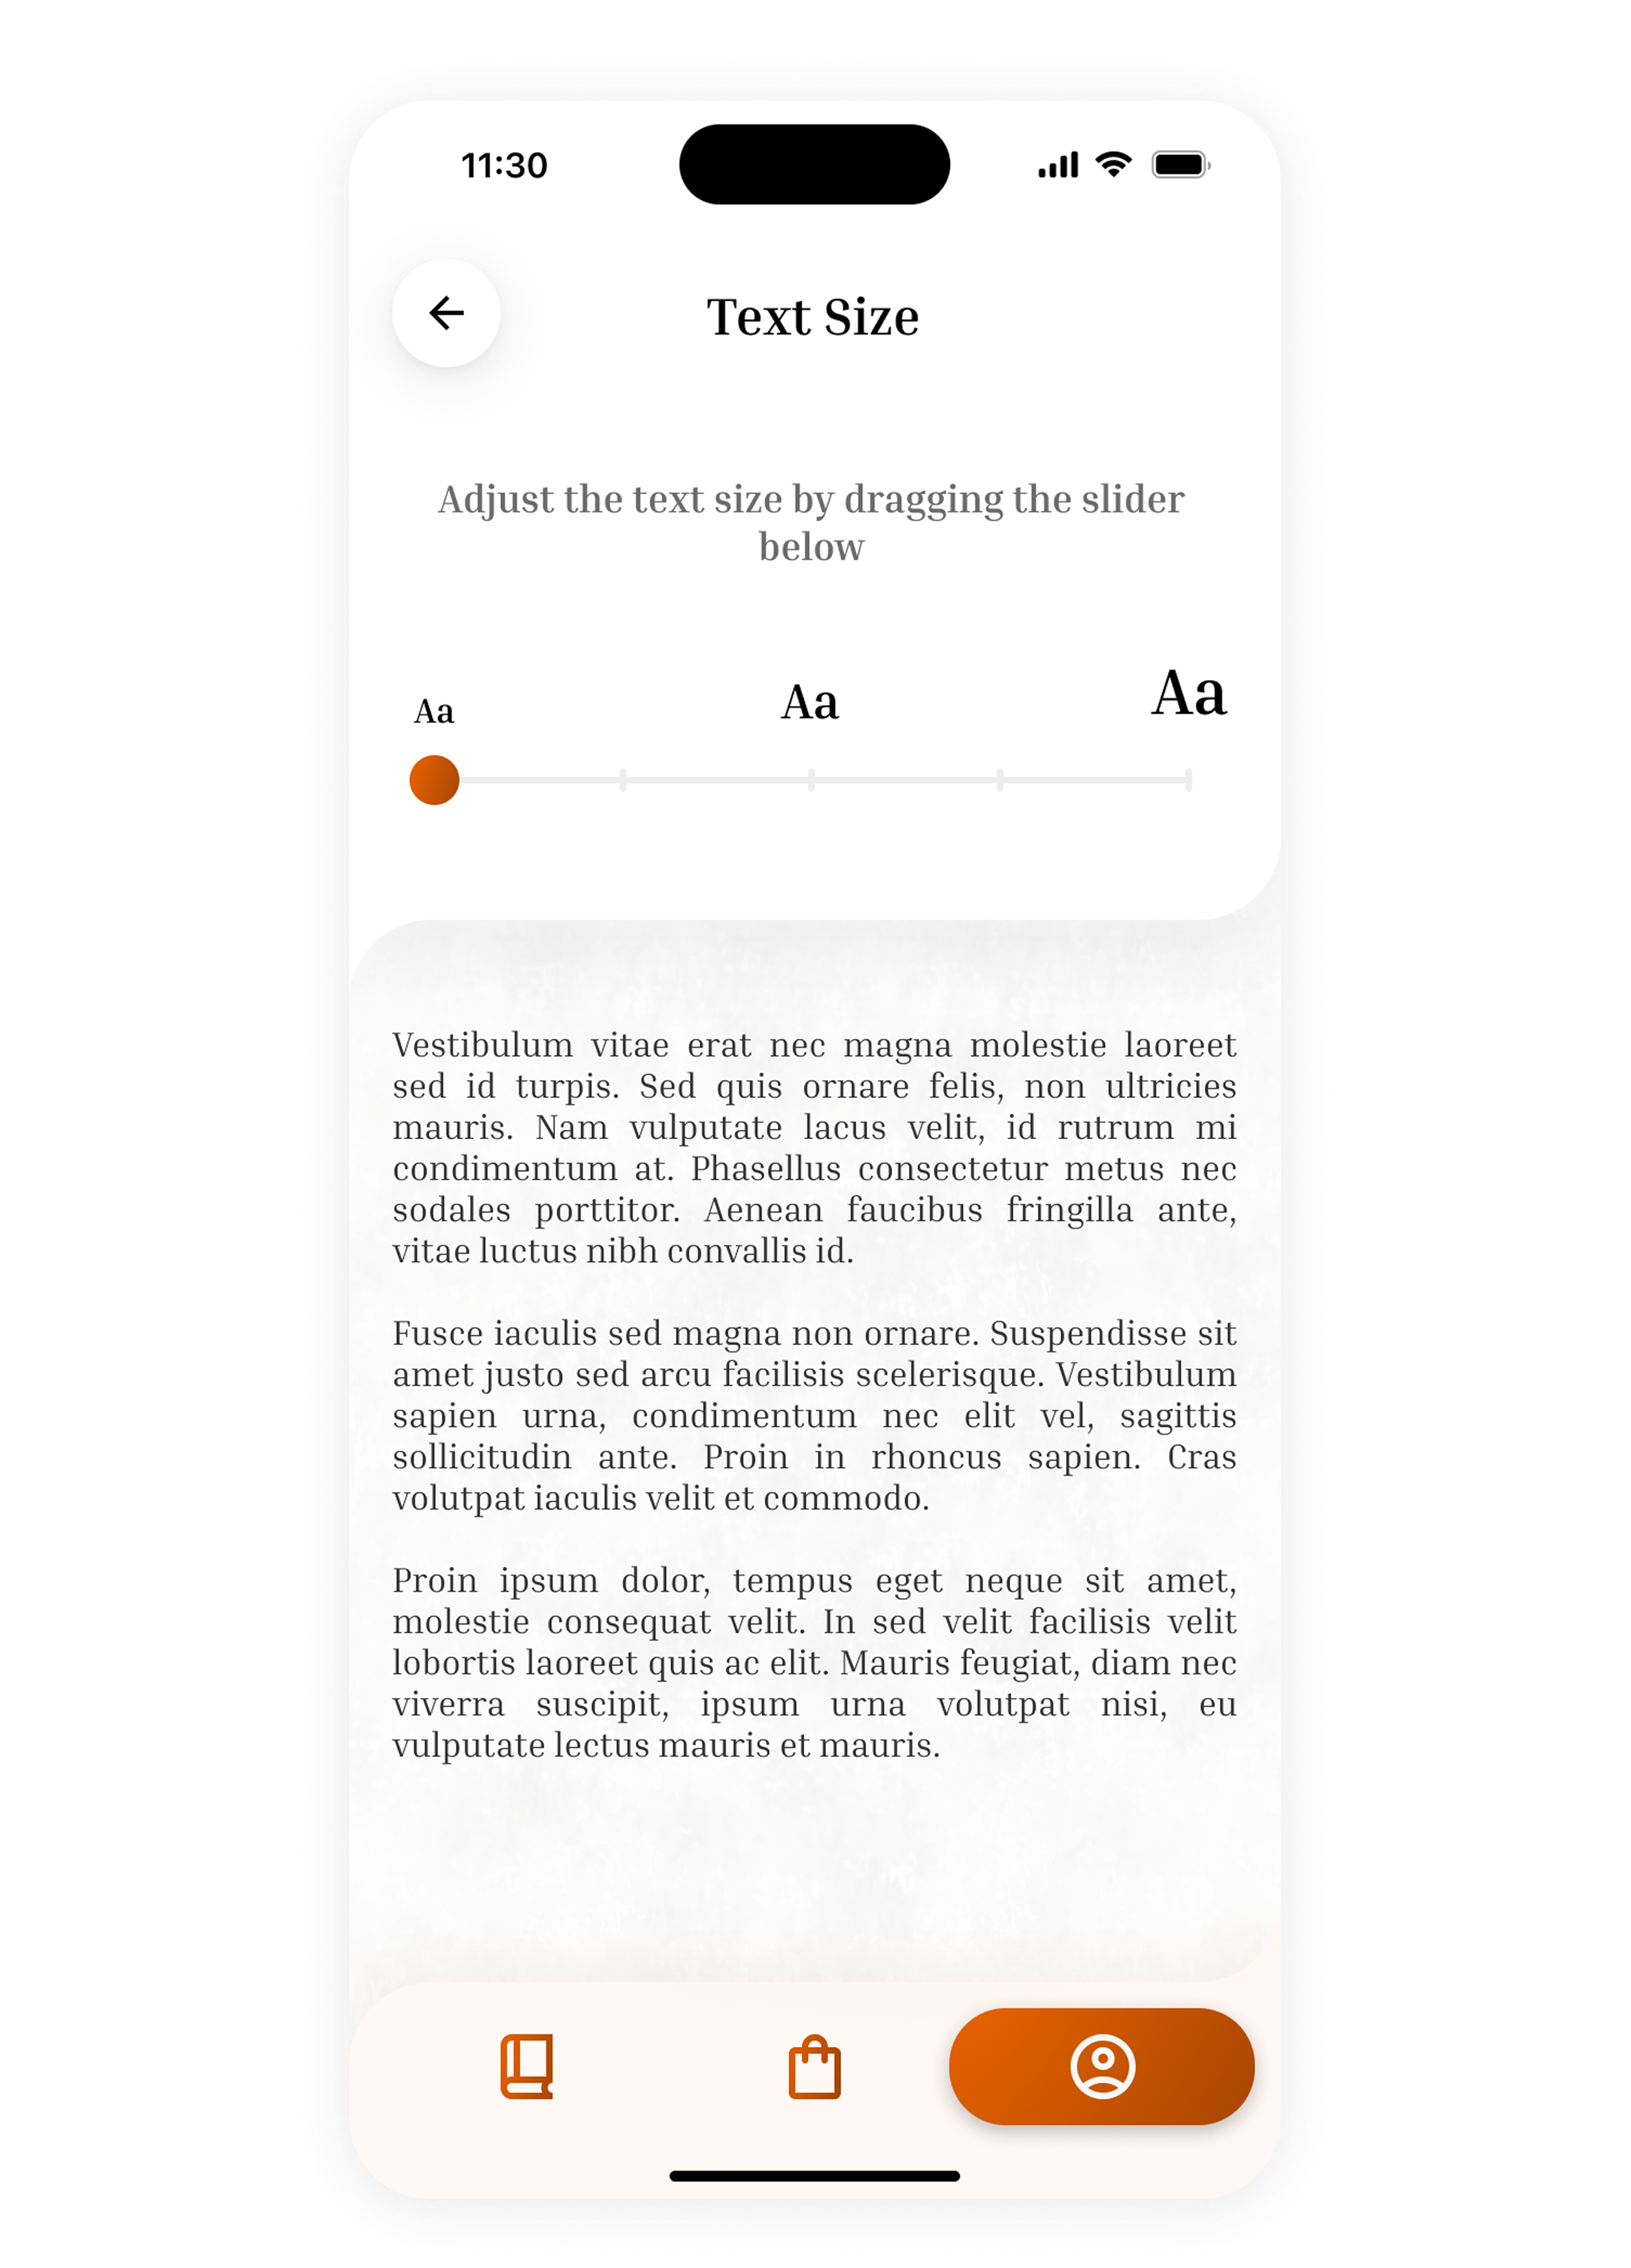 11:30
Text Size
Adjust the text size by dragging the slider
below
Aa Aa Aa
Vestibulum vitae erat nec magna molestie laoreet
sed id turpis. Sed quis ornare felis, non ultricies
mauris. Nam vulputate lacus velit, id rutrum mi
condimentum at. Phasellus consectetur metus nec
sodales porttitor. Aenean faucibus fringilla ante,
vitae luctus nibh convallis id.
Fusce iaculis sed magna non ornare. Suspendisse sit
amet justo sed arcu facilisis scelerisque. Vestibulum
sapien urna, condimentum nec elit vel, sagittis
sollicitudin ante. Proin in rhoncus sapien. Cras
volutpat iaculis velit et commodo.
Proin ipsum dolor, tempus eget neque sit amet,
molestie consequat velit. In sed velit facilisis velit
lobortis laoreet quis ac elit. Mauris feugiat, diam nec
viverra suscipit, ipsum urna volutpat nisi, eu
vulputate lectus mauris et mauris.